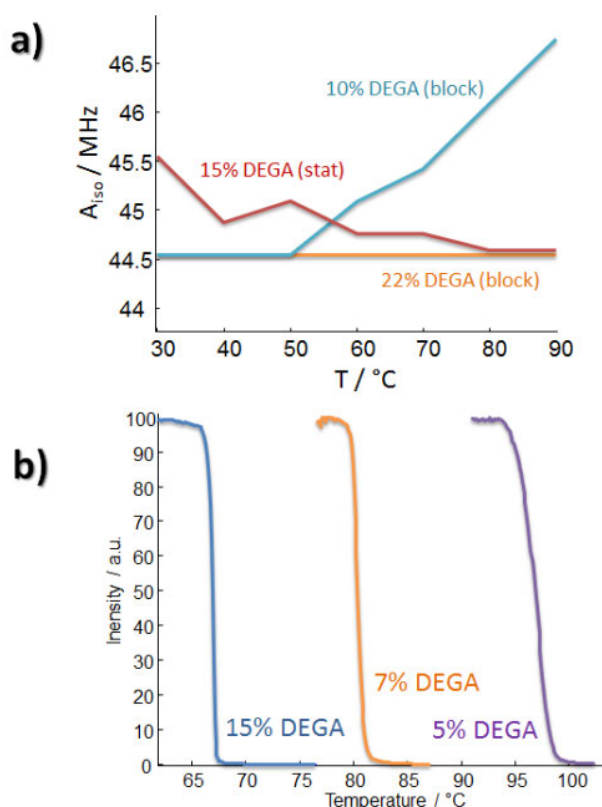 a)
46.5
46
45.5
45
44.5
44
A iso / MHz
10% DEGA (block)
15% DEGA (stat)
22% DEGA (block)
30 40 50 60 70 80 90
T / °C
b)
100
90
80
70
60
50
40
30
20
10
0
Inensity / a.u.
15% DEGA
7% DEGA
5% DEGA
65 70 75 80 85 90 95 100
Temperature / °C